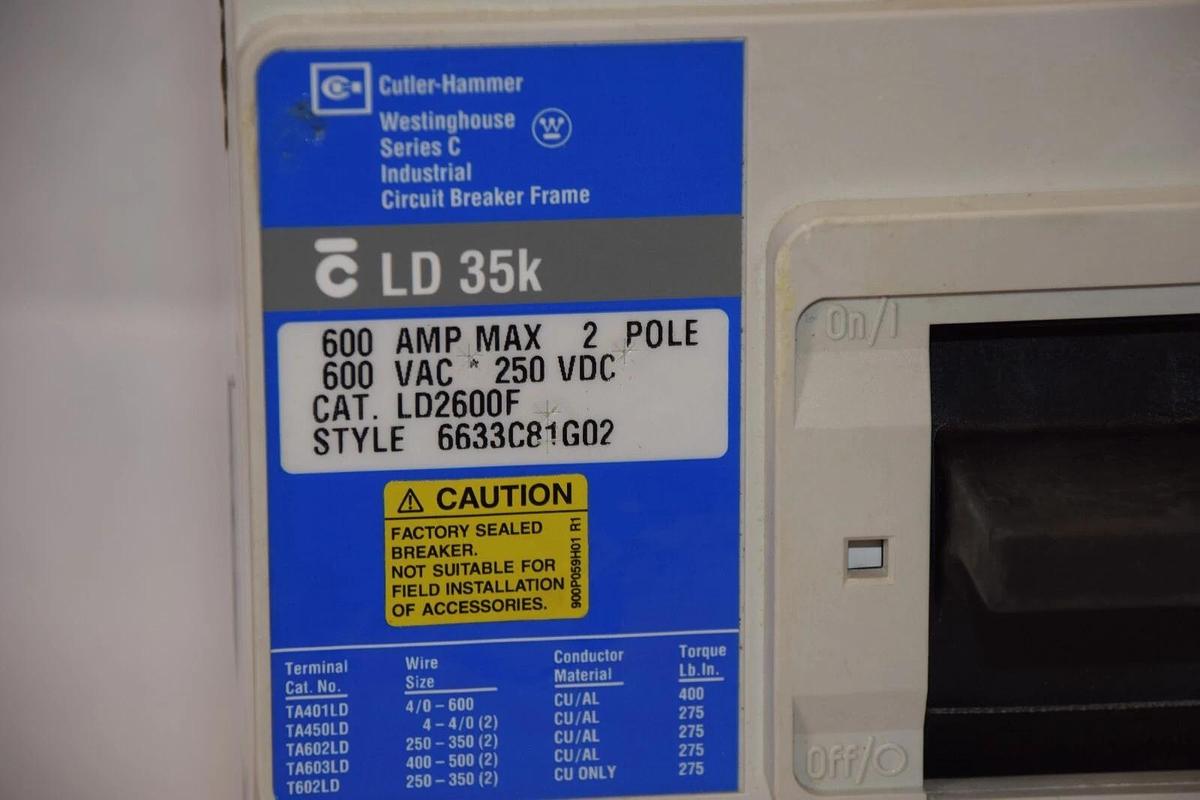 Cutler-Hammer
Westinghouse
Series C
Industrial
Circuit Breaker Frame
C LD 35k
600 AMP MAX 2 POLE
600 VAC * 250 VDC
CAT. LD2600F
STYLE 6633C81G02
⚠ CAUTION
FACTORY SEALED
BREAKER.
NOT SUITABLE FOR
FIELD INSTALLATION
OF ACCESSORIES.
900P059H01 R1
Terminal Cat. No. Wire Size Conductor Material Torque Lb.In.
TA401LD 4/0 – 600 CU/AL 400
TA450LD 4 – 4/0 (2) CU/AL 275
TA602LD 250 – 350 (2) CU/AL 275
TA603LD 400 – 500 (2) CU/AL 275
T602LD 250 – 350 (2) CU ONLY 275
On/I
Off/O